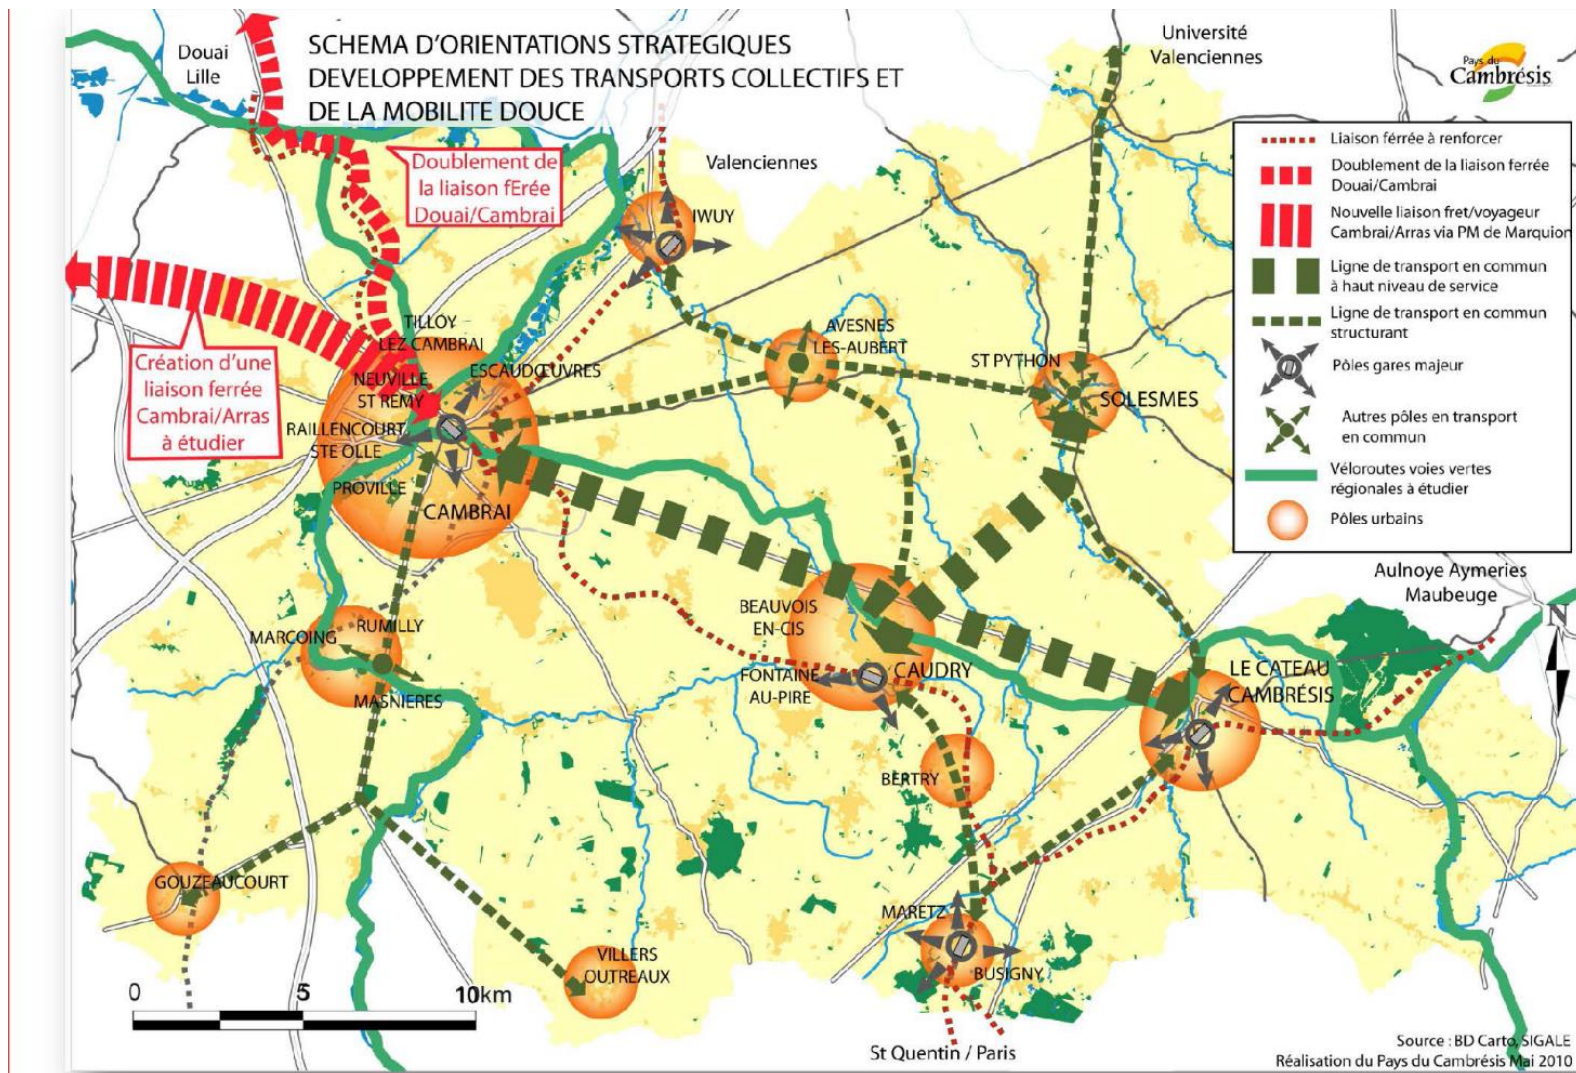 SCHEMA D'ORIENTATIONS STRATEGIQUES
DEVELOPPEMENT DES TRANSPORTS COLLECTIFS ET
DE LA MOBILITE DOUCE
Douai
Lille
Université
Valenciennes
Pays du
Cambrésis
Valenciennes
Doublement de
la liaison fErée
Douai/Cambrai
Création d'une
liaison ferrée
Cambrai/Arras
à étudier
Liaison ferrée à renforcer
Doublement de la liaison ferrée
Douai/Cambrai
Nouvelle liaison fret/voyageur
Cambrai/Arras via PM de Marquion
Ligne de transport en commun
à haut niveau de service
Ligne de transport en commun
structurant
Pôles gares majeur
Autres pôles en transport
en commun
Véloroutes voies vertes
régionales à étudier
Pôles urbains
IWUY
TILLOY
LEZ CAMBRAI
NEUVILLE
ST REMY
ESCAUDŒUVRES
RAILLENCOURT
STE OLLE
PROVILLE
CAMBRAI
AVESNES
LES-AUBERT
ST PYTHON
SOLESMES
BEAUVOIS
EN-CIS
FONTAINE
AU-PIRE
CAUDRY
LE CATEAU
CAMBRÉSIS
Aulnoye Aymeries
Maubeuge
N
RUMILLY
MARCOING
MASNIERES
BERTRY
GOUZEAUCOURT
VILLERS
OUTREAUX
MARETZ
BUSIGNY
0 5 10km
St Quentin / Paris
Source : BD Carto, SIGALE
Réalisation du Pays du Cambrésis Mai 2010